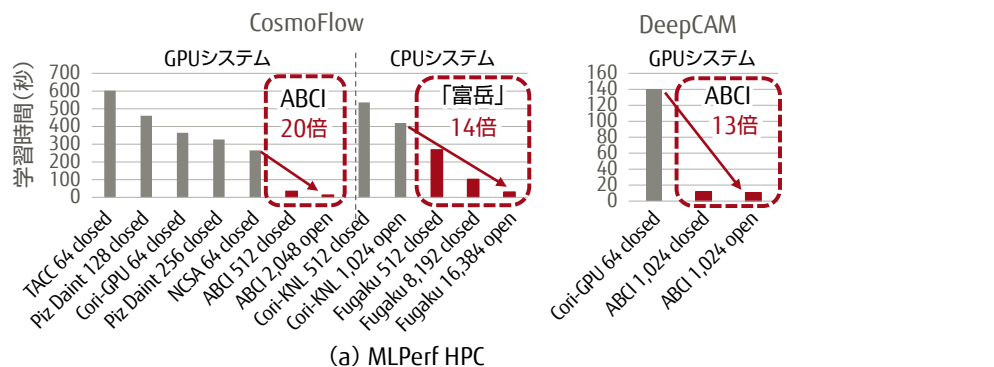 CosmoFlow
GPUシステム
CPUシステム
学習時間(秒)
700
600
500
400
300
200
100
0
ABCI
20倍
「富岳」
14倍
TACC 64 closed
Piz Daint 128 closed
Cori-GPU 64 closed
Piz Daint 256 closed
NCSA 64 closed
ABCI 512 closed
ABCI 2,048 open
Cori-KNL 512 closed
Cori-KNL 1,024 open
Fugaku 512 closed
Fugaku 8,192 closed
Fugaku 16,384 open
DeepCAM
GPUシステム
160
140
120
100
80
60
40
20
0
ABCI
13倍
Cori-GPU 64 closed
ABCI 1,024 closed
ABCI 1,024 open
(a) MLPerf HPC